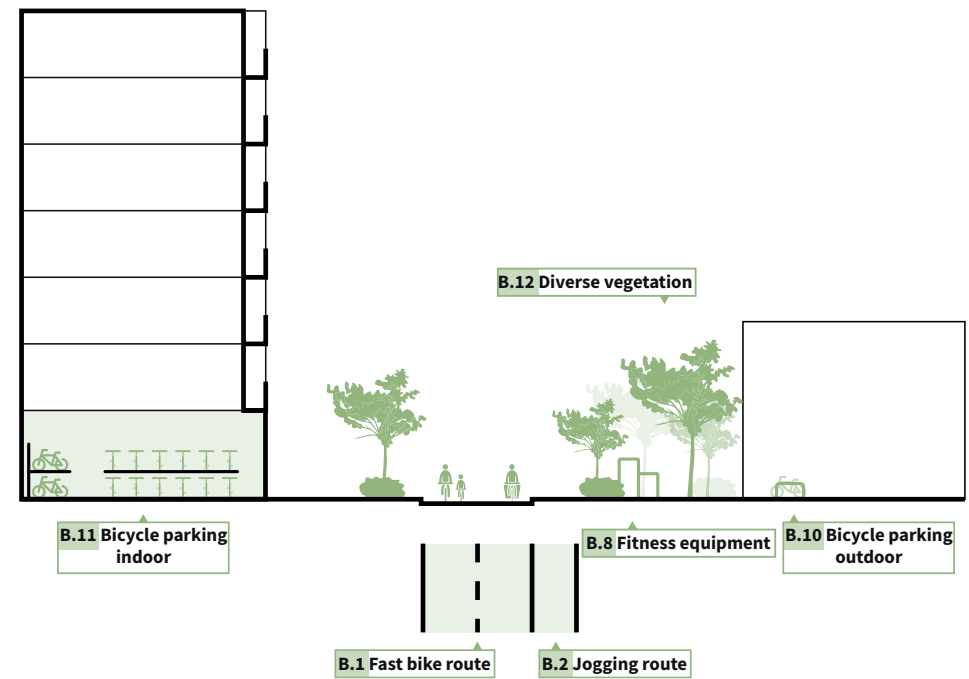 B.12 Diverse vegetation
B.11 Bicycle parking
indoor
B.8 Fitness equipment
B.10 Bicycle parking
outdoor
B.1 Fast bike route
B.2 Jogging route